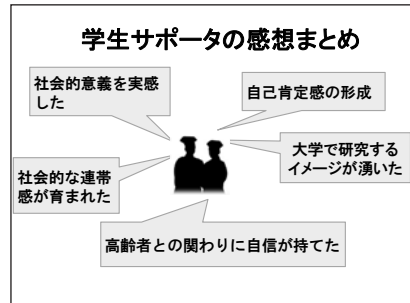 学生サポータの感想まとめ
社会的意義を実感
した
自己肯定感の形成
大学で研究する
イメージが湧いた
社会的な連帯
感が育まれた
高齢者との関わりに自信が持てた